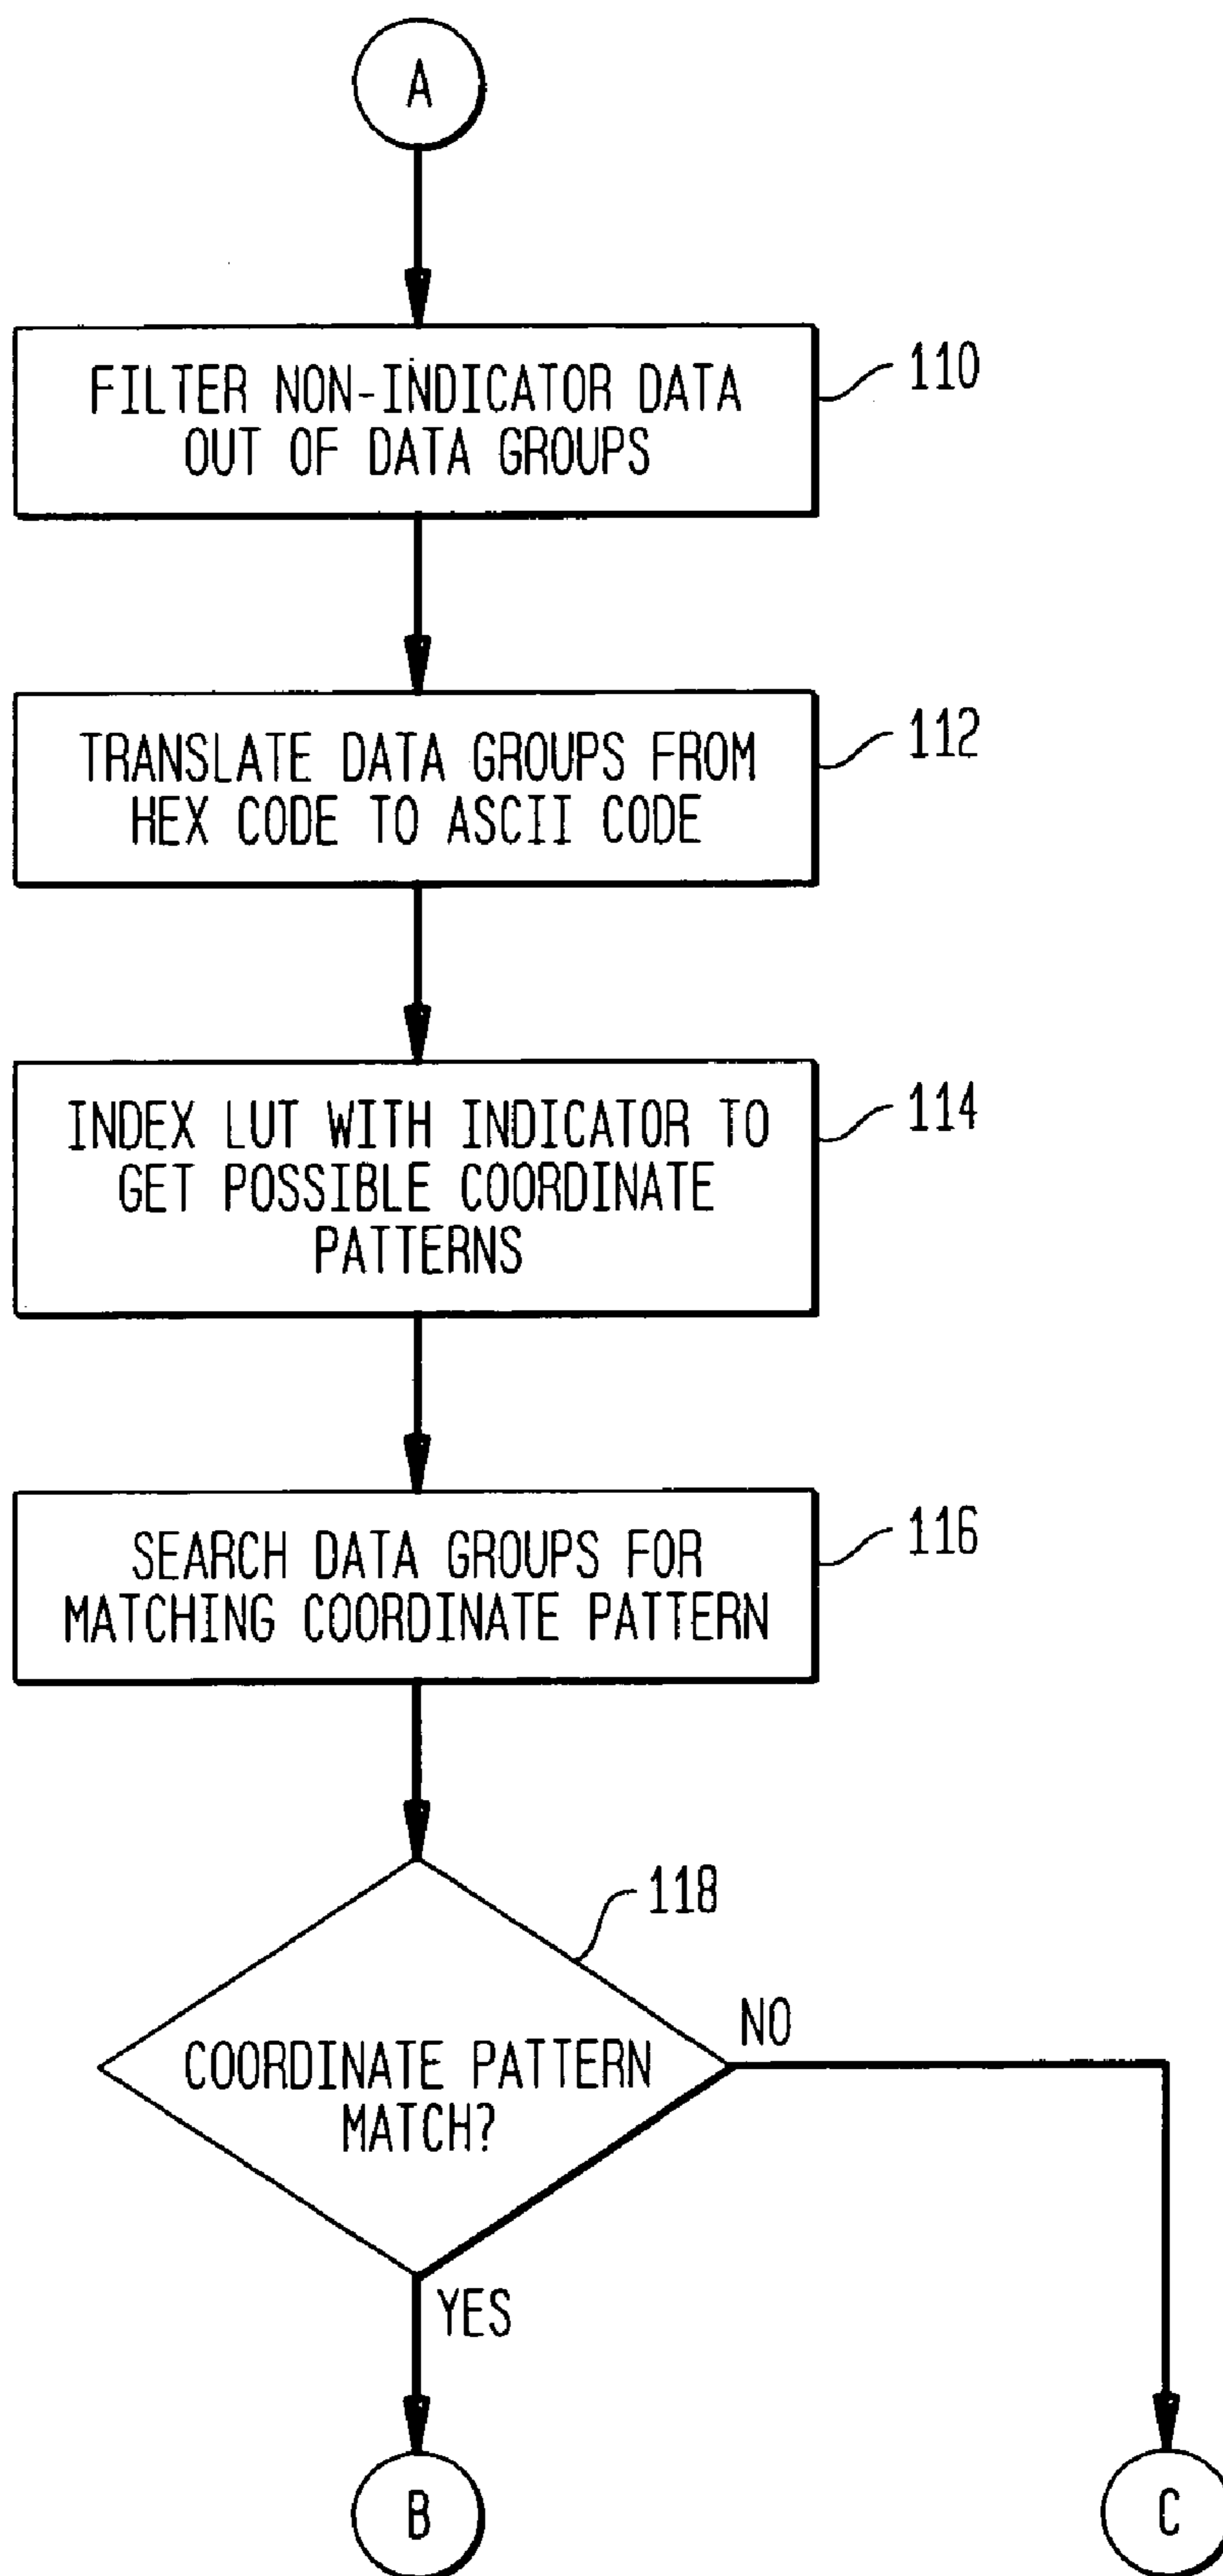 A
FILTER NON-INDICATOR DATA
OUT OF DATA GROUPS
110
TRANSLATE DATA GROUPS FROM
HEX CODE TO ASCII CODE
112
INDEX LUT WITH INDICATOR TO
GET POSSIBLE COORDINATE
PATTERNS
114
SEARCH DATA GROUPS FOR
MATCHING COORDINATE PATTERN
116
118
COORDINATE PATTERN
MATCH?
NO
YES
B
C